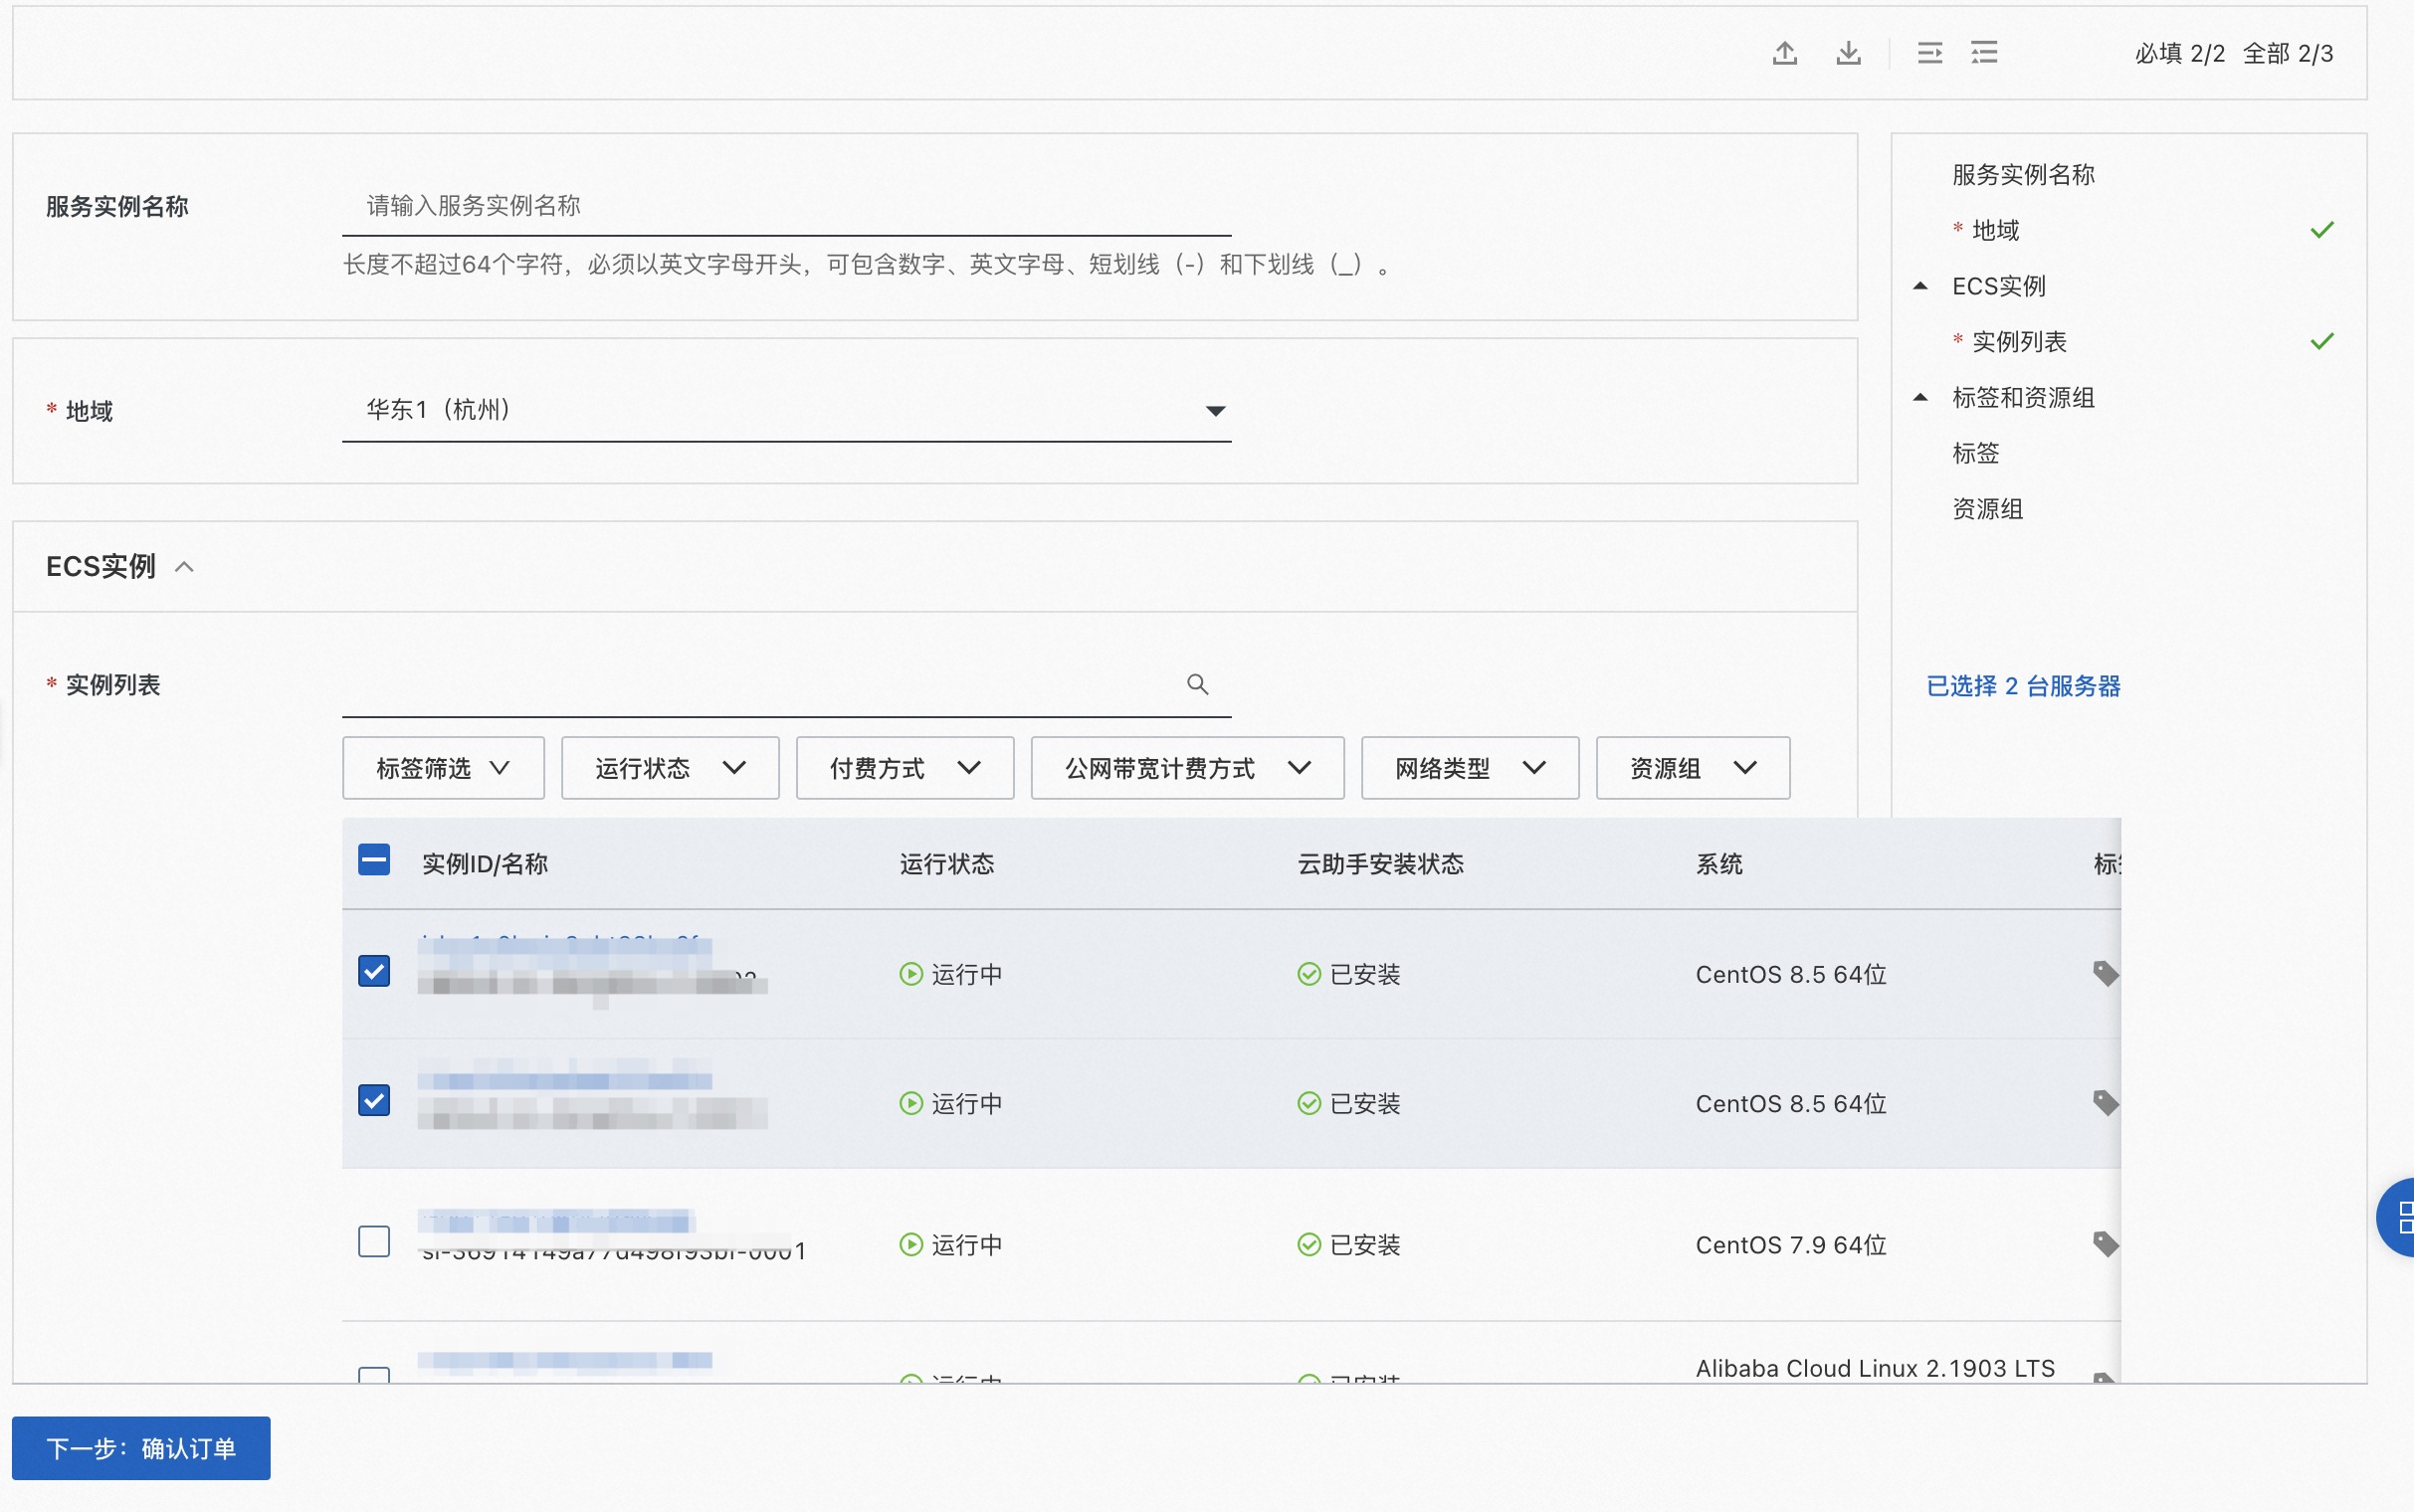 必填 2/2 全部 2/3
服务实例名称
请输入服务实例名称
长度不超过64个字符，必须以英文字母开头，可包含数字、英文字母、短划线（-）和下划线（_）。
* 地域
华东1（杭州）
ECS实例
* 实例列表
标签筛选
运行状态
付费方式
公网带宽计费方式
网络类型
资源组
实例ID/名称
运行状态
云助手安装状态
系统
运行中
已安装
CentOS 8.5 64位
运行中
已安装
CentOS 8.5 64位
运行中
已安装
CentOS 7.9 64位
运行中
已安装
Alibaba Cloud Linux 2.1903 LTS
服务实例名称
* 地域
ECS实例
* 实例列表
标签和资源组
标签
资源组
已选择 2 台服务器
下一步：确认订单